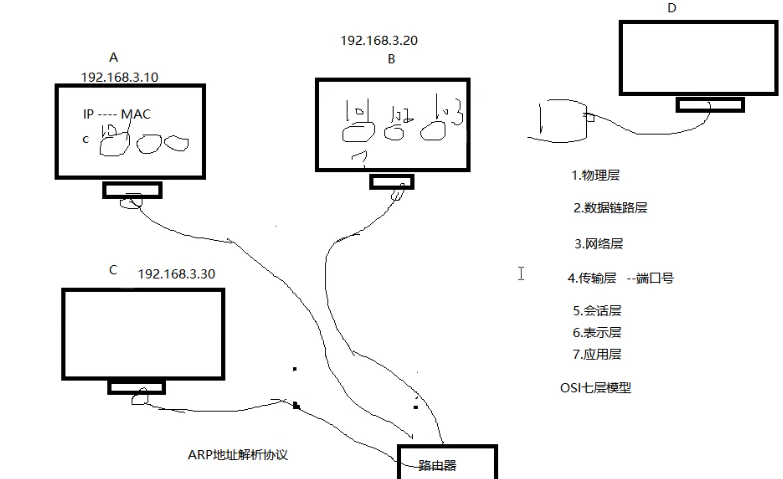 D
192.168.3.20
A
B
192.168.3.10
IP ---- MAC
10
c
101 102 103
1.物理层
2.数据链路层
3.网络层
C 192.168.3.30
4.传输层 --端口号
5.会话层
6.表示层
7.应用层
OSI七层模型
ARP地址解析协议
路由器